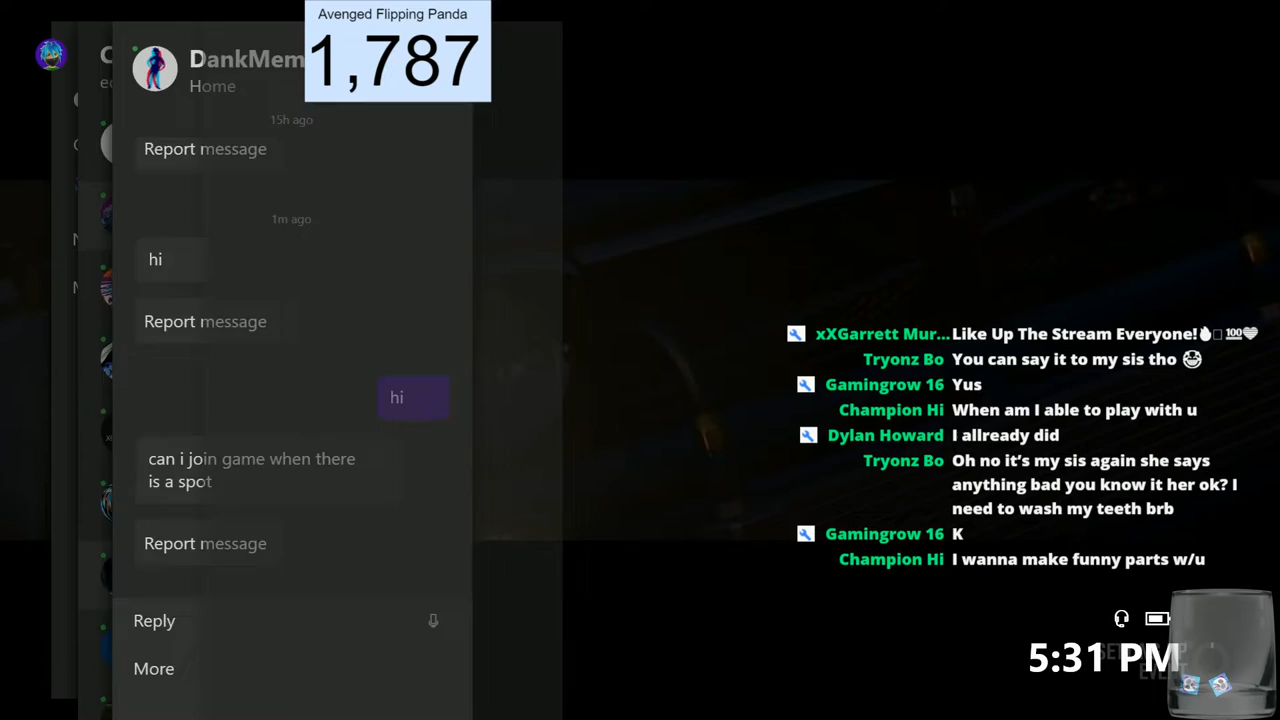 Avenged Flipping Panda
1,787
DankMem
Home
15h ago
Report message
1m ago
hi
Report message
hi
can i join game when there
is a spot
Report message
Reply
More
xXGarrett Mur... Like Up The Stream Everyone!
Tryonz Bo You can say it to my sis tho
Gamingrow 16 Yus
Champion Hi When am I able to play with u
Dylan Howard I allready did
Tryonz Bo Oh no it’s my sis again she says
anything bad you know it her ok? I
need to wash my teeth brb
Gamingrow 16 K
Champion Hi I wanna make funny parts w/u
5:31 PM